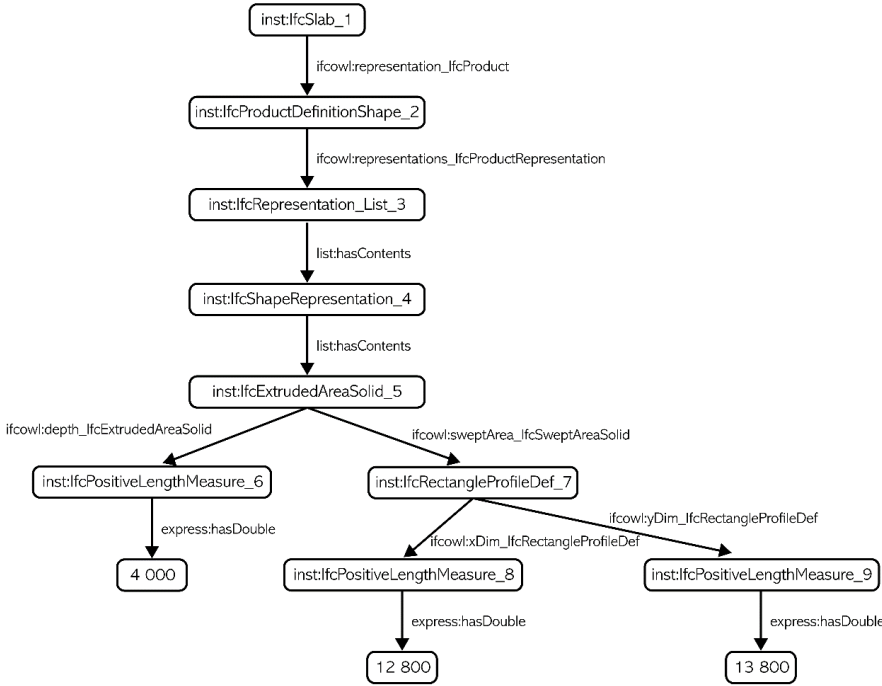 inst:IfcSlab_1
ifcowl:representation_IfcProduct
inst:IfcProductDefinitionShape_2
ifcowl:representations_IfcProductRepresentation
inst:IfcRepresentation_List_3
list:hasContents
inst:IfcShapeRepresentation_4
list:hasContents
inst:IfcExtrudedAreaSolid_5
ifcowl:depth_IfcExtrudedAreaSolid
ifcowl:sweptArea_IfcSweptAreaSolid
inst:IfcPositiveLengthMeasure_6
inst:IfcRectangleProfileDef_7
express:hasDouble
ifcowl:yDim_IfcRectangleProfileDef
ifcowl:xDim_IfcRectangleProfileDef
4 000
inst:IfcPositiveLengthMeasure_8
inst:IfcPositiveLengthMeasure_9
express:hasDouble
express:hasDouble
12 800
13 800